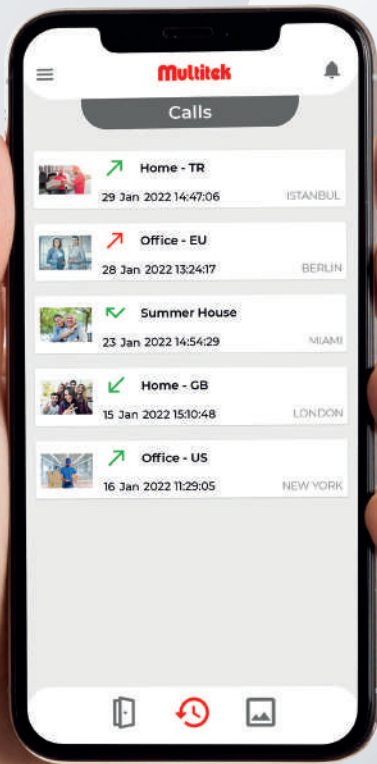 Multitek
Calls
Home - TR
29 Jan 2022 14:47:06 ISTANBUL
Office - EU
28 Jan 2022 13:24:17 BERLIN
Summer House
23 Jan 2022 14:54:29 MIAMI
Home - GB
15 Jan 2022 15:10:48 LONDON
Office - US
16 Jan 2022 11:29:05 NEW YORK